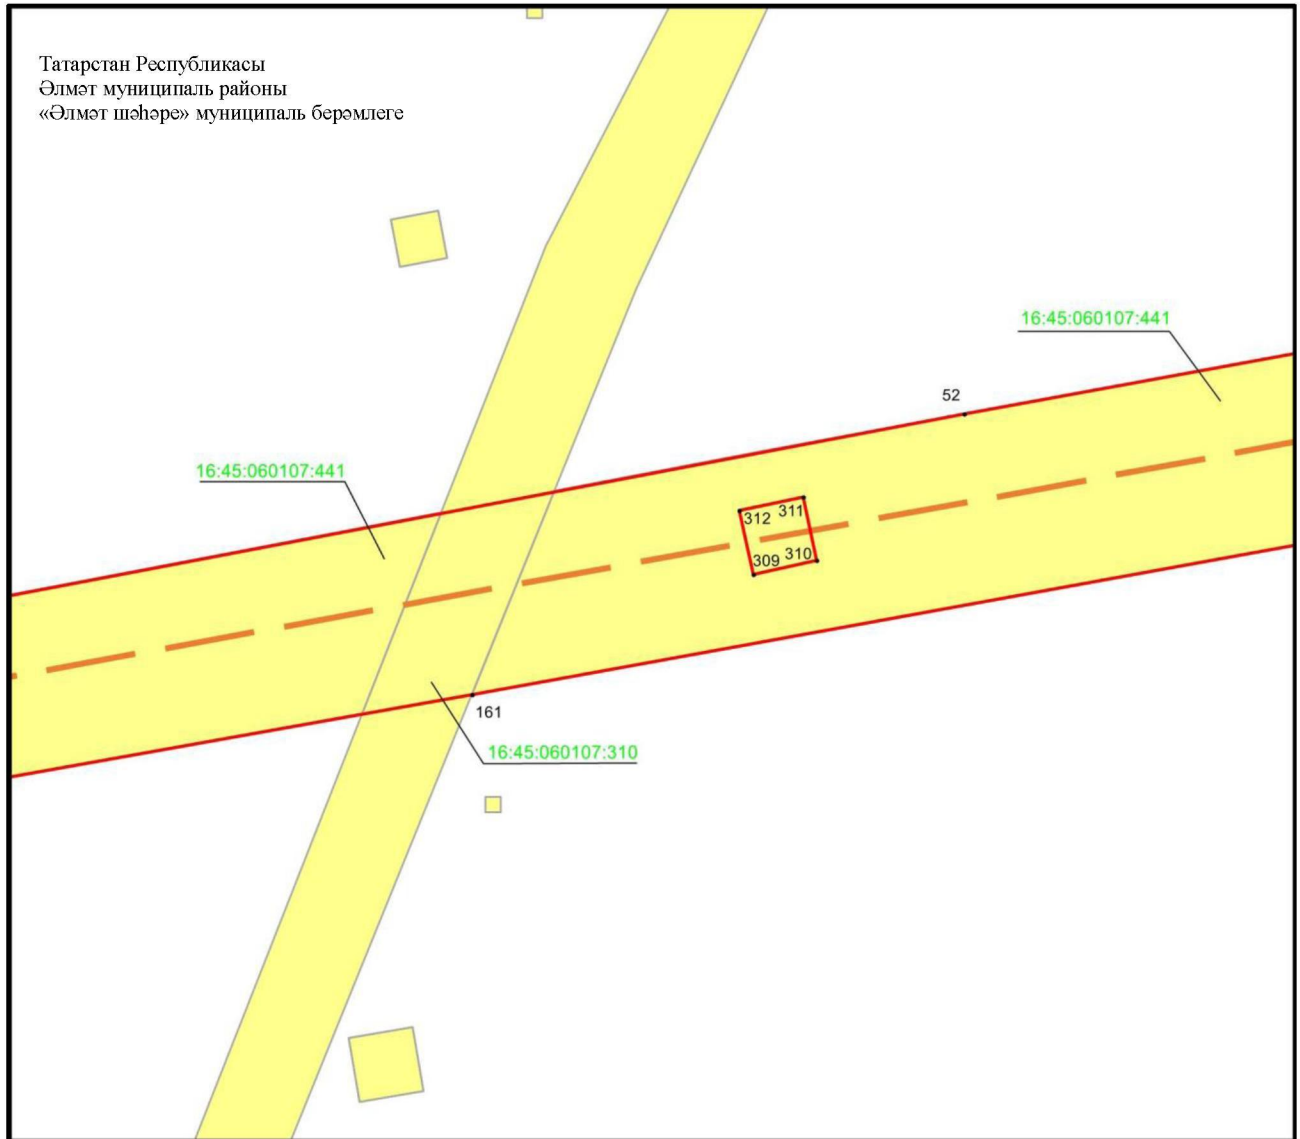 Татарстан Республикасы
Әлмәт муниципаль районы
«Әлмәт шәһәре» муниципаль берәмлеге
16:45:060107:441
52
16:45:060107:441
312 311
309 310
161
16:45:060107:310